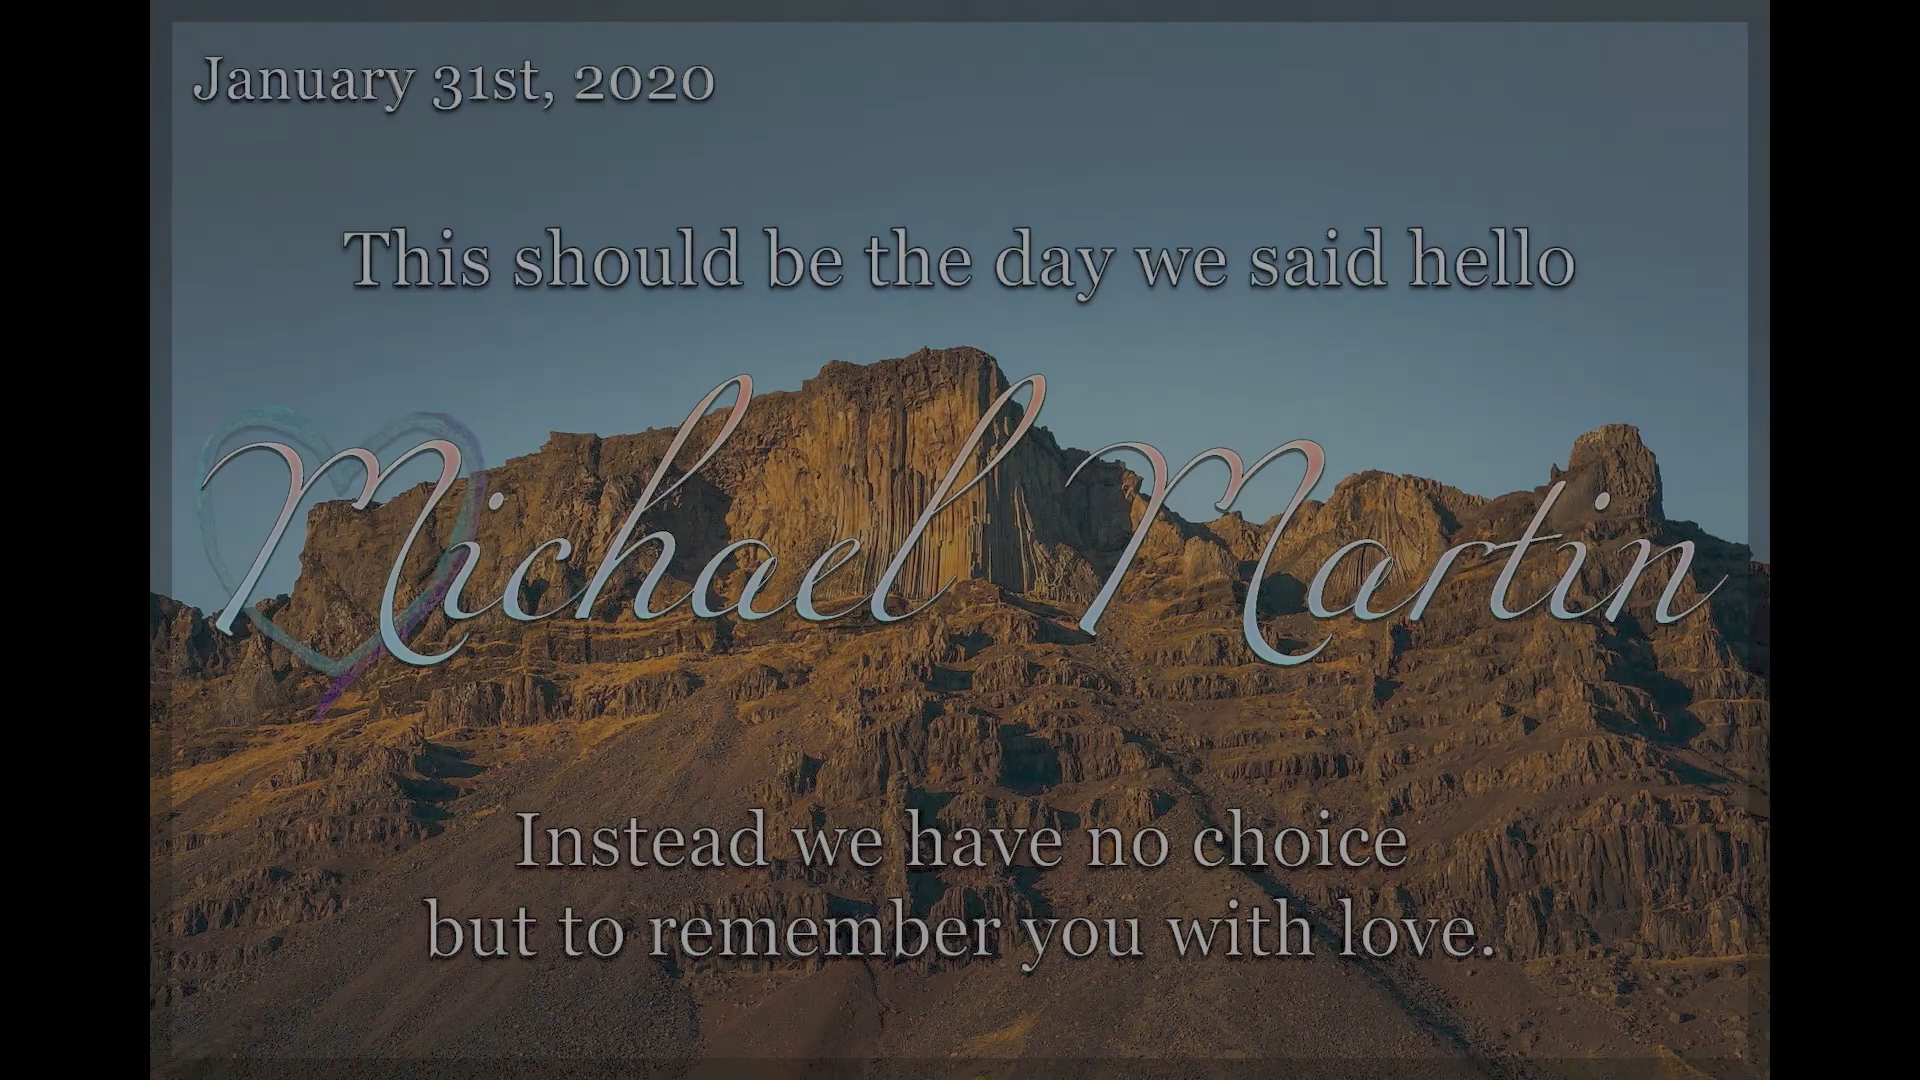 January 31st, 2020
This should be the day we said hello
Michael Martin
Instead we have no choice
but to remember you with love.